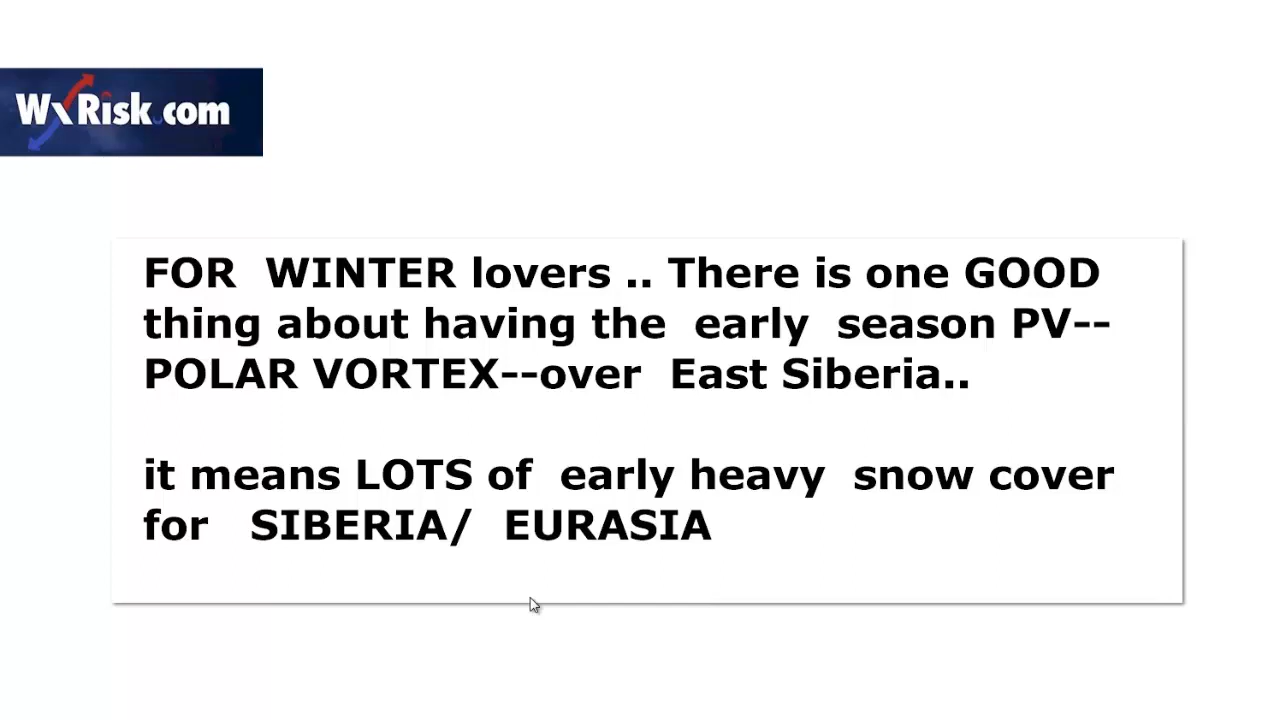 WxRisk.com
FOR WINTER lovers .. There is one GOOD
thing about having the early season PV--
POLAR VORTEX--over East Siberia..
it means LOTS of early heavy snow cover
for SIBERIA/ EURASIA